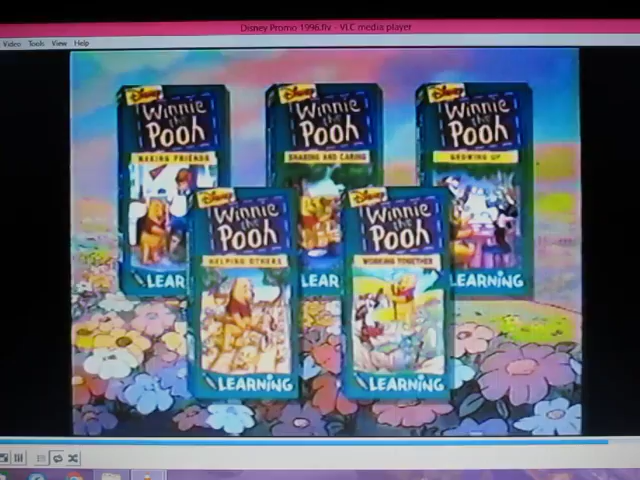 Disney Promo 1996.flv - VLC media player
Video Tools View Help
Disney
Winnie
the
Pooh
MAKING FRIENDS
LEAR
Disney
Winnie
the
Pooh
SHARING AND CARING
LEAR
Disney
Winnie
the
Pooh
GROWING UP
LEARNING
Disney
Winnie
the
Pooh
HELPING OTHERS
LEARNING
Disney
Winnie
the
Pooh
WORKING TOGETHER
LEARNING